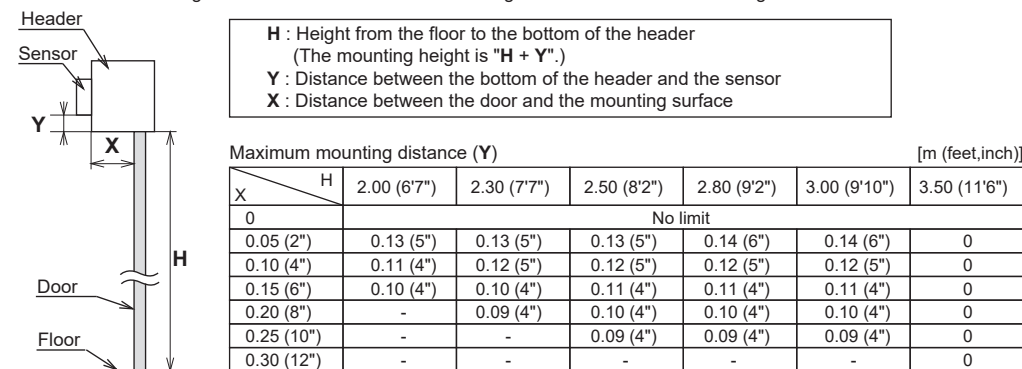 Header
Sensor
Y
X
H
Door
Floor
H : Height from the floor to the bottom of the header
(The mounting height is "H + Y".)
Y : Distance between the bottom of the header and the sensor
X : Distance between the door and the mounting surface
Maximum mounting distance (Y) [m (feet,inch)]
X H 2.00 (6'7") 2.30 (7'7") 2.50 (8'2") 2.80 (9'2") 3.00 (9'10") 3.50 (11'6")
0 No limit
0.05 (2") 0.13 (5") 0.13 (5") 0.13 (5") 0.14 (6") 0.14 (6") 0
0.10 (4") 0.11 (4") 0.12 (5") 0.12 (5") 0.12 (5") 0.12 (5") 0
0.15 (6") 0.10 (4") 0.10 (4") 0.11 (4") 0.11 (4") 0.11 (4") 0
0.20 (8") - 0.09 (4") 0.10 (4") 0.10 (4") 0.10 (4") 0
0.25 (10") - - 0.09 (4") 0.09 (4") 0.09 (4") 0
0.30 (12") - - - - - 0